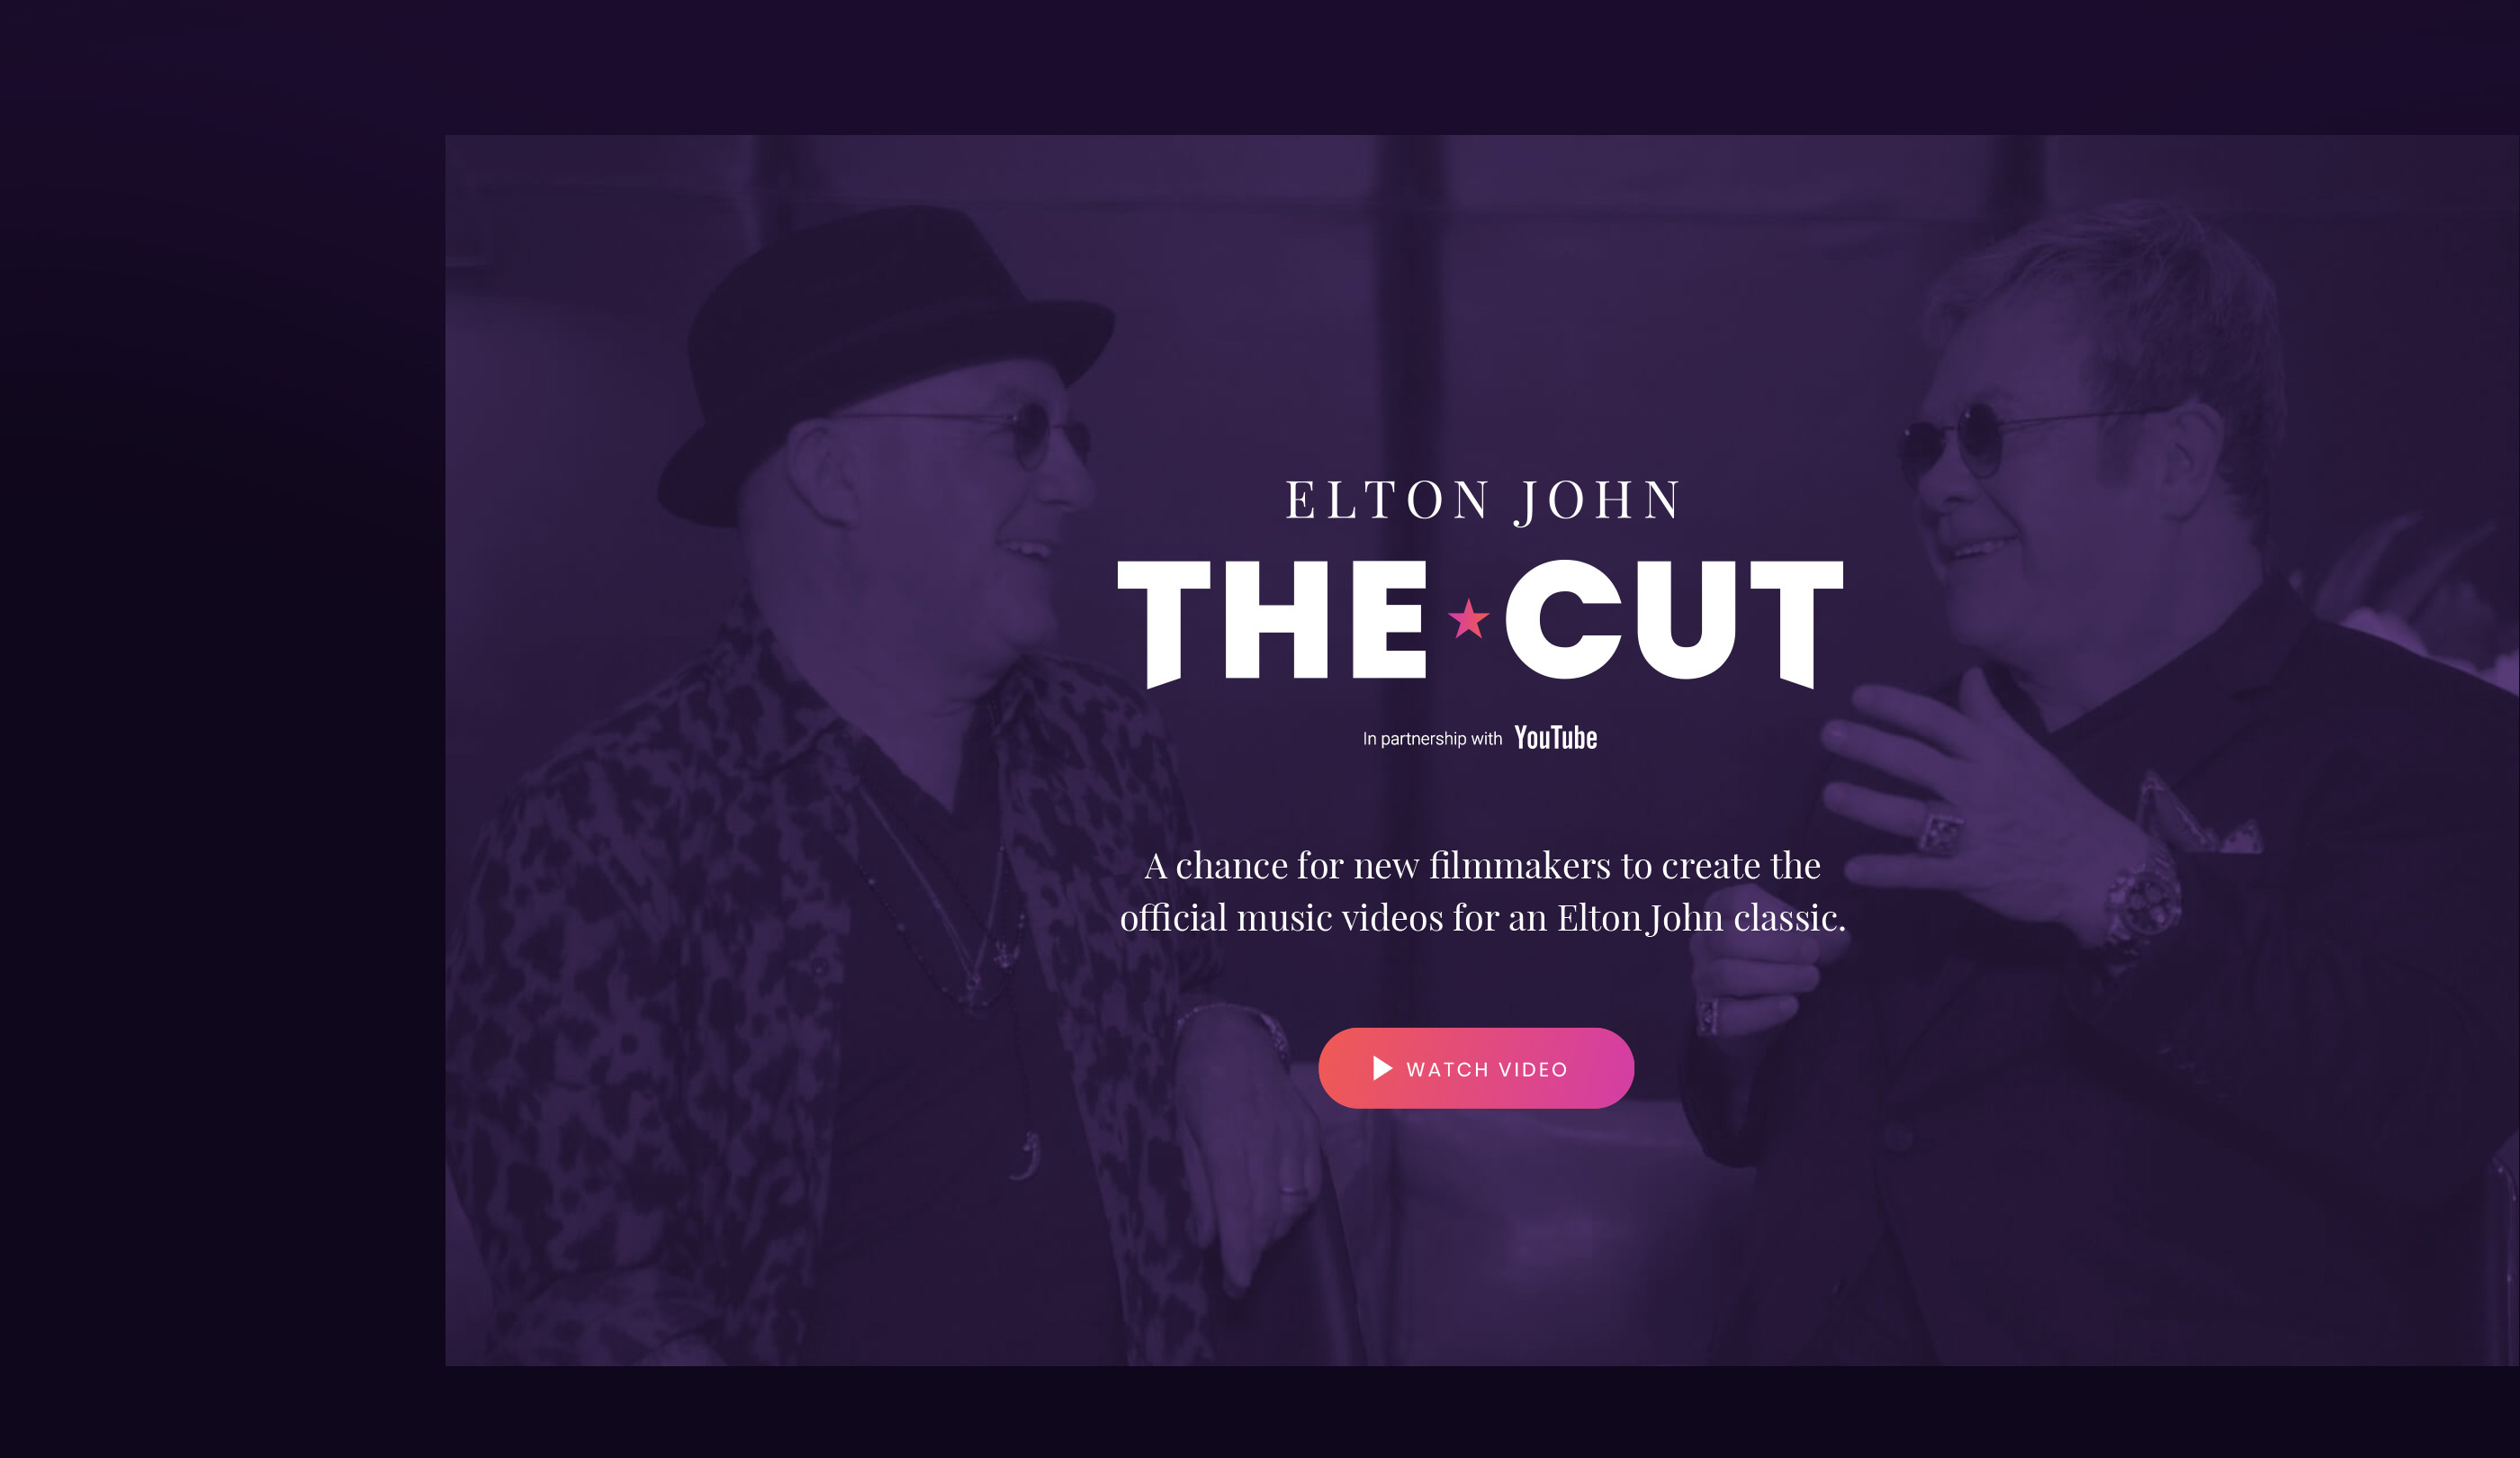 ELTON JOHN
THE★CUT
In partnership with YouTube
A chance for new filmmakers to create the
official music videos for an Elton John classic.
WATCH VIDEO